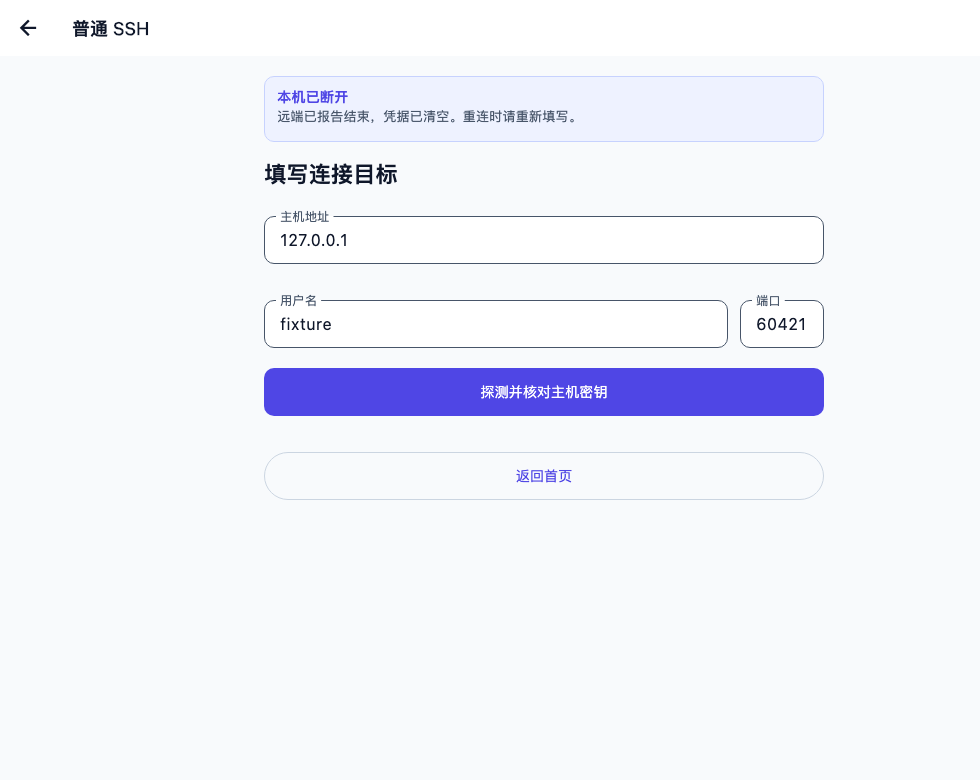 普通 SSH
本机已断开
远端已报告结束，凭据已清空。重连时请重新填写。
填写连接目标
主机地址
127.0.0.1
用户名
fixture
端口
60421
探测并核对主机密钥
返回首页